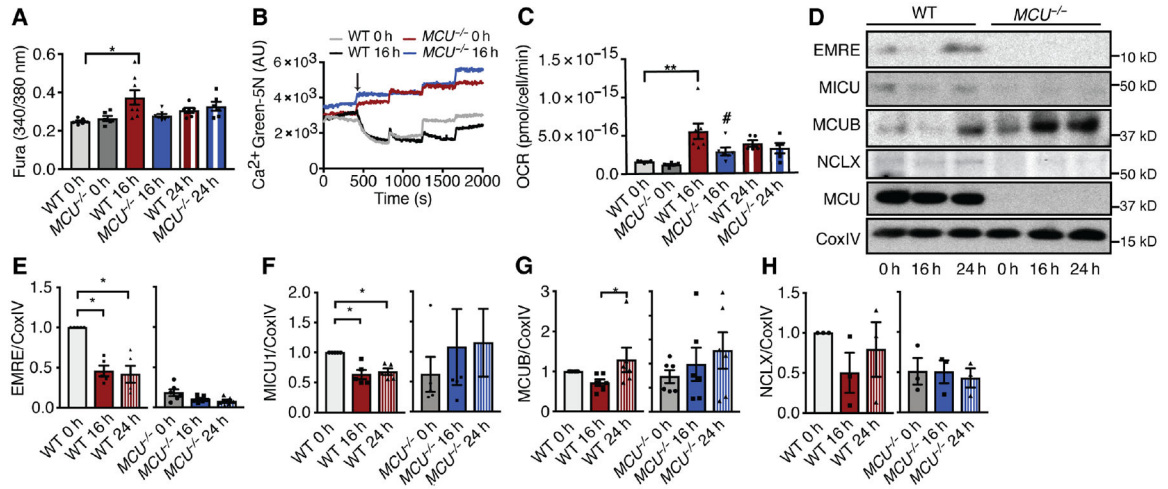 A
Fura (340/380 nm)
0.6
0.4
0.2
0.0
*
WT 0 h
MCU⁻/⁻ 0 h
WT 16 h
MCU⁻/⁻ 16 h
WT 24 h
MCU⁻/⁻ 24 h
B
WT 0 h
MCU⁻/⁻ 0 h
WT 16 h
MCU⁻/⁻ 16 h
Ca²⁺ Green-5N (AU)
6×10³
4×10³
2×10³
0
0
500
1000
1500
2000
Time (s)
C
OCR (pmol/cell/min)
1.5×10⁻¹⁵
1.0×10⁻¹⁵
5.0×10⁻¹⁶
0.0
**
#
WT 0 h
MCU⁻/⁻ 0 h
WT 16 h
MCU⁻/⁻ 16 h
WT 24 h
MCU⁻/⁻ 24 h
D
WT
MCU⁻/⁻
EMRE
10 kD
MICU
50 kD
MCUB
37 kD
NCLX
50 kD
MCU
37 kD
CoxIV
15 kD
0 h 16 h 24 h 0 h 16 h 24 h
E
EMRE/CoxIV
1.5
1.0
0.5
0.0
*
*
WT 0 h
WT 16 h
WT 24 h
MCU⁻/⁻ 0 h
MCU⁻/⁻ 16 h
MCU⁻/⁻ 24 h
F
MICU1/CoxIV
2.0
1.5
1.0
0.5
0.0
*
*
WT 0 h
WT 16 h
WT 24 h
MCU⁻/⁻ 0 h
MCU⁻/⁻ 16 h
MCU⁻/⁻ 24 h
G
MCUB/CoxIV
3
2
1
0
*
WT 0 h
WT 16 h
WT 24 h
MCU⁻/⁻ 0 h
MCU⁻/⁻ 16 h
MCU⁻/⁻ 24 h
H
NCLX/CoxIV
1.5
1.0
0.5
0.0
WT 0 h
WT 16 h
WT 24 h
MCU⁻/⁻ 0 h
MCU⁻/⁻ 16 h
MCU⁻/⁻ 24 h